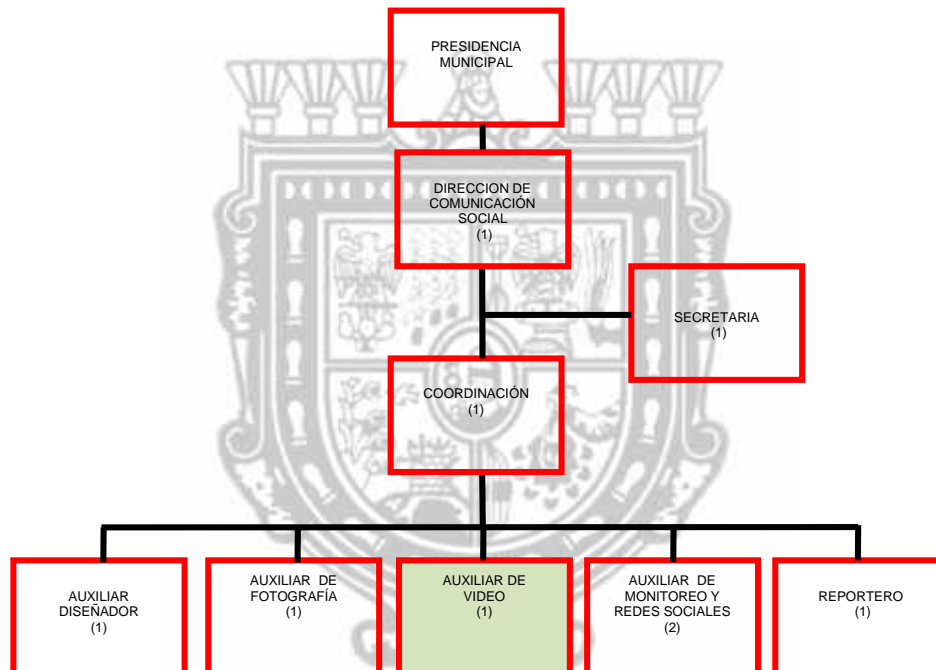 PRESIDENCIA
MUNICIPAL
DIRECCION DE
COMUNICACIÓN
SOCIAL
(1)
SECRETARIA
(1)
COORDINACIÓN
(1)
AUXILIAR
DISEÑADOR
(1)
AUXILIAR DE
FOTOGRAFÍA
(1)
AUXILIAR DE
VIDEO
(1)
AUXILIAR DE
MONITOREO Y
REDES SOCIALES
(2)
REPORTERO
(1)